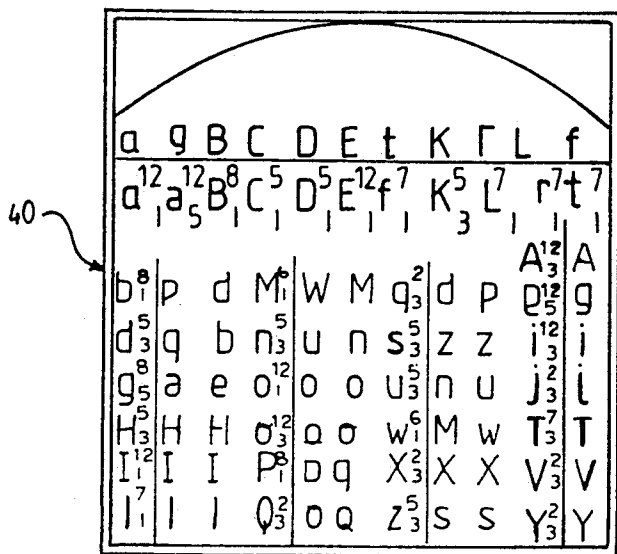 a g B C D E t K Γ L f
a¹²₁ a¹²₅ B⁸₁ C⁵₁ D⁵₁ E¹²₁ f⁷₁ K⁵₃ L⁷₁ r⁷₁ t⁷₁
A¹²₃ A
b⁸₁ p d M⁶₁ W M q²₃ d p e¹²₅ g
d⁵₃ q b n⁵₃ u n s⁵₃ z z i¹²₃ i
g⁸₅ a e o¹²₁ o o u⁵₃ n u j²₃ i
H⁵₃ H H o¹²₃ a o w⁶₁ M w T⁷₃ T
I¹²₁ I I P⁸₁ D q X²₃ X X V²₃ V
l⁷₁ l l Q²₃ o Q z⁵₃ s s Y²₃ Y
40